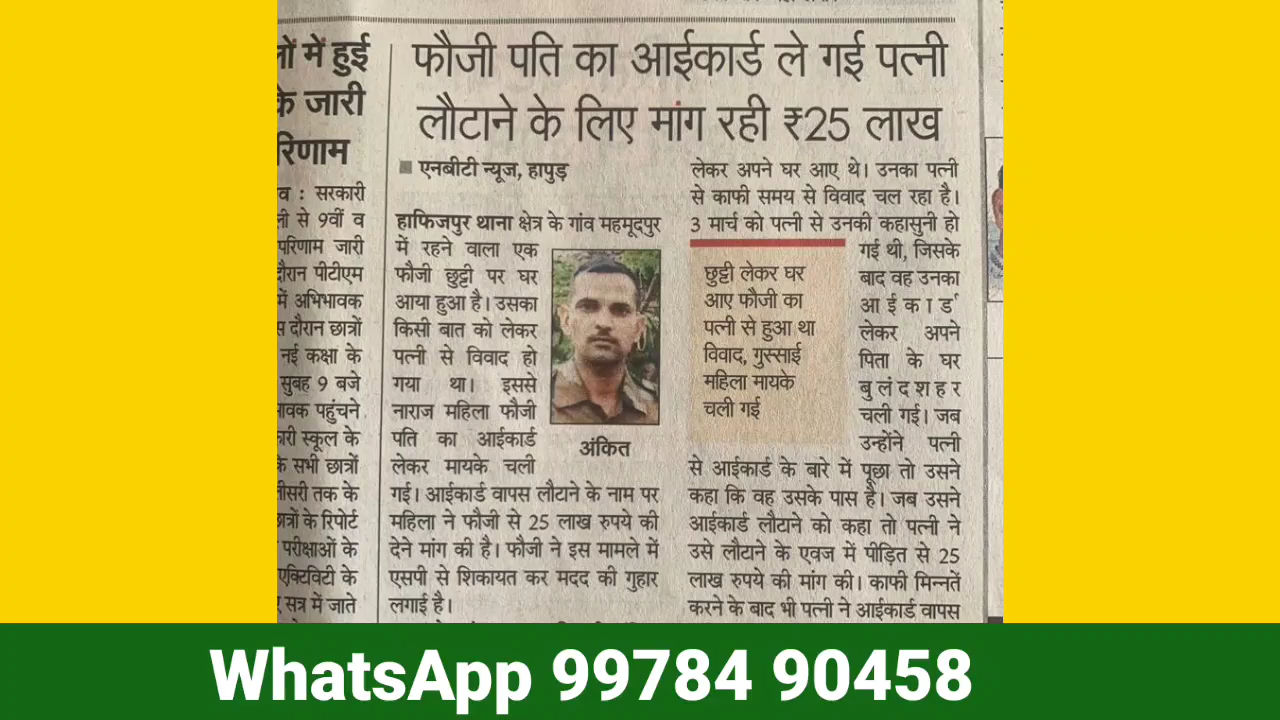 फौजी पति का आईकार्ड ले गई पत्नी
लौटाने के लिए मांग रही ₹25 लाख
एनबीटी न्यूज, हापुड़
हाफिजपुर थाना क्षेत्र के गांव महमूदपुर
में रहने वाला एक
फौजी छुट्टी पर घर
आया हुआ है। उसका
किसी बात को लेकर
पत्नी से विवाद हो
गया था। इससे
नाराज महिला फौजी
पति का आईकार्ड
लेकर मायके चली
गई। आईकार्ड वापस लौटाने के नाम पर
महिला ने फौजी से 25 लाख रुपये की
देने मांग की है। फौजी ने इस मामले में
एसपी से शिकायत कर मदद की गुहार
लगाई है।
अंकित
लेकर अपने घर आए थे। उनका पत्नी
से काफी समय से विवाद चल रहा है।
3 मार्च को पत्नी से उनकी कहासुनी हो
गई थी, जिसके
बाद वह उनका
आईकार्ड
लेकर अपने
पिता के घर
बुलंदशहर
चली गई। जब
उन्होंने पत्नी
से आईकार्ड के बारे में पूछा तो उसने
कहा कि वह उसके पास है। जब उसने
आईकार्ड लौटाने को कहा तो पत्नी ने
उसे लौटाने के एवज में पीड़ित से 25
लाख रुपये की मांग की। काफी मिन्नतें
करने के बाद भी पत्नी ने आईकार्ड वापस
छुट्टी लेकर घर
आए फौजी का
पत्नी से हुआ था
विवाद, गुस्साई
महिला मायके
चली गई
में हुई
के जारी
: सरकारी
से 9वीं व
परिणाम जारी
दौरान पीटीएम
में अभिभावक
दौरान छात्रों
नई कक्षा के
सुबह 9 बजे
पहुंचने
स्कूल के
के सभी छात्रों
तक के
के रिपोर्ट
परीक्षाओं के
एक्टिविटी के
सत्र में जाते
WhatsApp 99784 90458